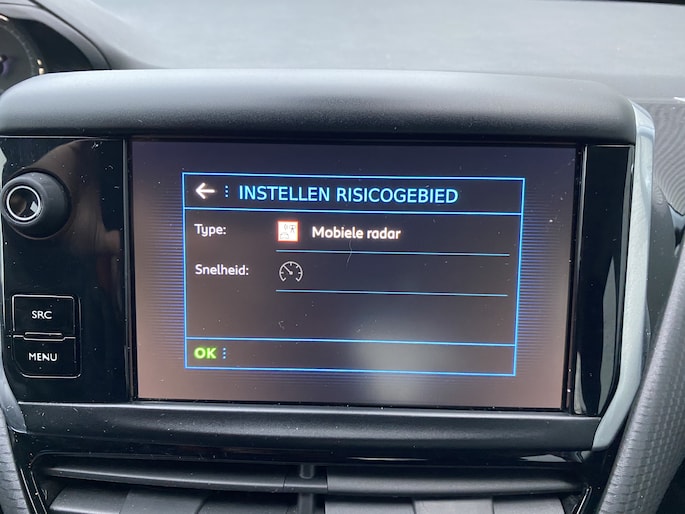 INSTELLEN RISICOGEBIED
Type: Mobiele radar
Snelheid:
SRC
MENU
OK